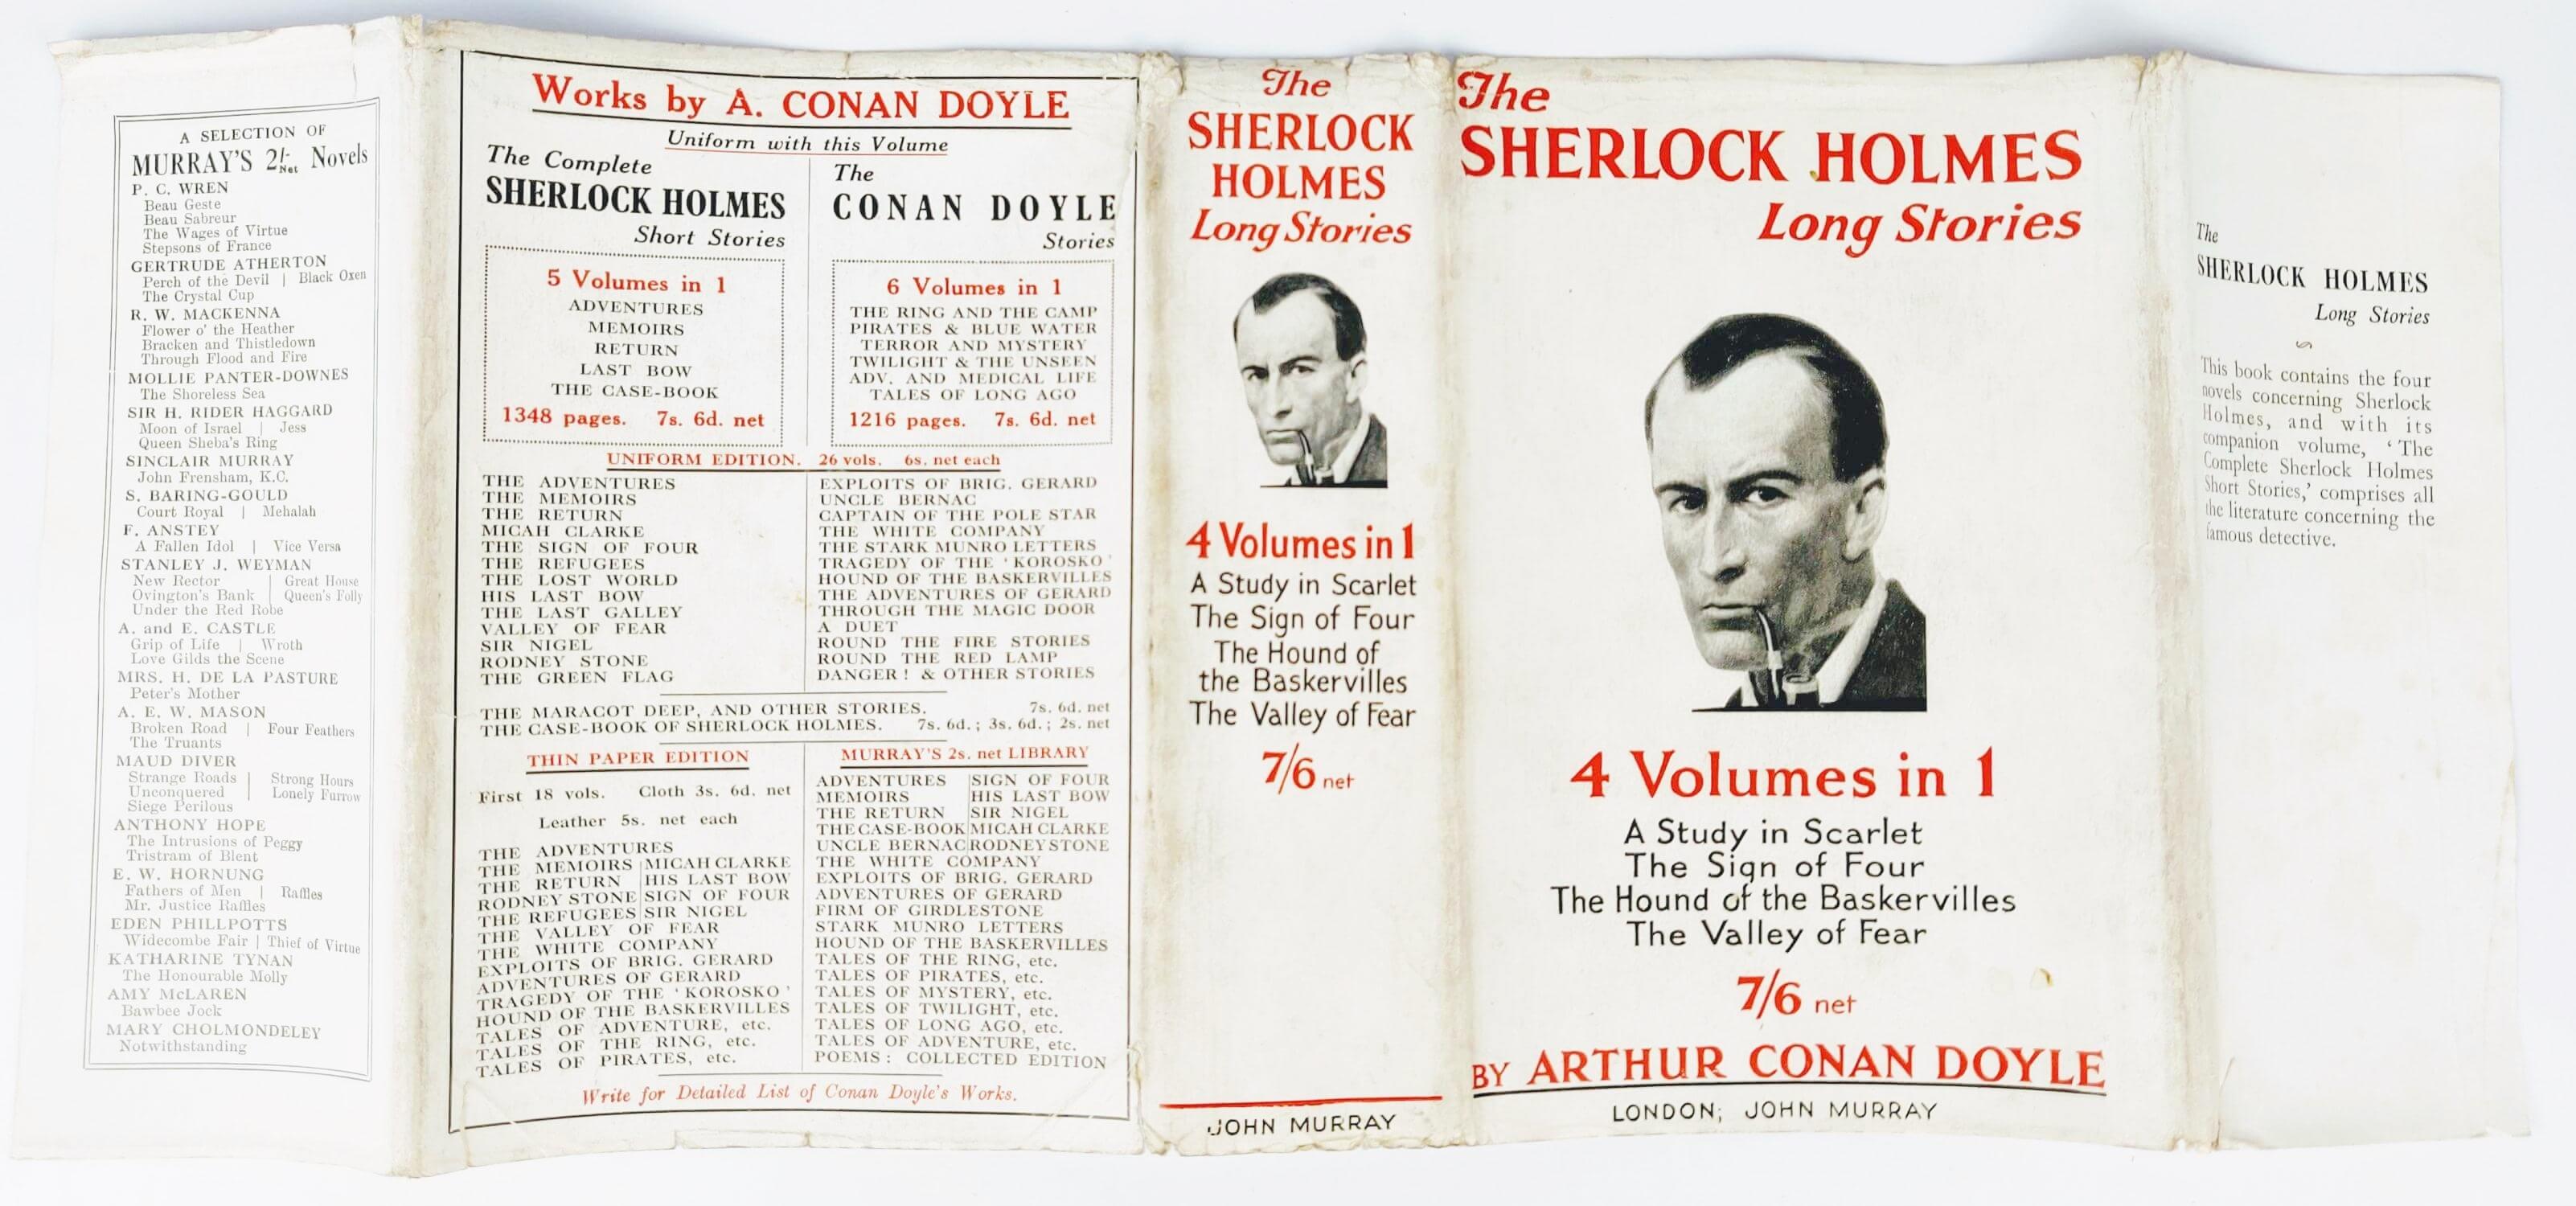 A SELECTION OF
MURRAY'S 2/- Net Novels
P. C. WREN
Beau Geste
Beau Sabreur
The Wages of Virtue
Stepsons of France
GERTRUDE ATHERTON
Perch of the Devil | Black Oxen
The Crystal Cup
R. W. MACKENNA
Flower o' the Heather
Bracken and Thistledown
Through Flood and Fire
MOLLIE PANTER-DOWNES
The Shoreless Sea
SIR H. RIDER HAGGARD
Moon of Israel | Jess
Queen Sheba's Ring
SINCLAIR MURRAY
John Frensham, K.C.
S. BARING-GOULD
Court Royal | Mehalah
F. ANSTEY
A Fallen Idol | Vice Versa
STANLEY J. WEYMAN
New Rector | Great House
Ovington's Bank | Queen's Folly
Under the Red Robe
A. and E. CASTLE
Grip of Life | Wroth
Love Gilds the Scene
MRS. H. DE LA PASTURE
Peter's Mother
A. E. W. MASON
Broken Road | Four Feathers
The Truants
MAUD DIVER
Strange Roads | Strong Hours
Unconquered | Lonely Furrow
Siege Perilous
ANTHONY HOPE
The Intrusions of Peggy
Tristram of Blent
E. W. HORNUNG
Fathers of Men | Raffles
Mr. Justice Raffles
EDEN PHILLPOTTS
Widecombe Fair | Thief of Virtue
KATHARINE TYNAN
The Honourable Molly
AMY McLAREN
Bawbee Jock
MARY CHOLMONDELEY
Notwithstanding
Works by A. CONAN DOYLE
Uniform with this Volume
The Complete
SHERLOCK HOLMES
Short Stories
5 Volumes in 1
ADVENTURES
MEMOIRS
RETURN
LAST BOW
THE CASE-BOOK
1348 pages. 7s. 6d. net
The
CONAN DOYLE
Stories
6 Volumes in 1
THE RING AND THE CAMP
PIRATES & BLUE WATER
TERROR AND MYSTERY
TWILIGHT & THE UNSEEN
ADV. AND MEDICAL LIFE
TALES OF LONG AGO
1216 pages. 7s. 6d. net
UNIFORM EDITION. 26 vols. 6s. net each
THE ADVENTURES
THE MEMOIRS
THE RETURN
MICAH CLARKE
THE SIGN OF FOUR
THE REFUGEES
THE LOST WORLD
HIS LAST BOW
THE LAST GALLEY
VALLEY OF FEAR
SIR NIGEL
RODNEY STONE
THE GREEN FLAG
EXPLOITS OF BRIG. GERARD
UNCLE BERNAC
CAPTAIN OF THE POLE STAR
THE WHITE COMPANY
THE STARK MUNRO LETTERS
TRAGEDY OF THE 'KOROSKO'
HOUND OF THE BASKERVILLES
THE ADVENTURES OF GERARD
THROUGH THE MAGIC DOOR
A DUET
ROUND THE FIRE STORIES
ROUND THE RED LAMP
DANGER! & OTHER STORIES
THE MARACOT DEEP, AND OTHER STORIES. 7s. 6d. net
THE CASE-BOOK OF SHERLOCK HOLMES. 7s. 6d.; 3s. 6d.; 2s. net
THIN PAPER EDITION
First 18 vols. Cloth 3s. 6d. net
Leather 5s. net each
THE ADVENTURES
THE MEMOIRS | MICAH CLARKE
THE RETURN | HIS LAST BOW
RODNEY STONE | SIGN OF FOUR
THE REFUGEES | SIR NIGEL
THE VALLEY OF FEAR
THE WHITE COMPANY
EXPLOITS OF BRIG. GERARD
ADVENTURES OF GERARD
TRAGEDY OF THE 'KOROSKO'
HOUND OF THE BASKERVILLES
TALES OF ADVENTURE, etc.
TALES OF THE RING, etc.
TALES OF PIRATES, etc.
MURRAY'S 2s. net LIBRARY
ADVENTURES | SIGN OF FOUR
MEMOIRS | HIS LAST BOW
THE RETURN | SIR NIGEL
THE CASE-BOOK | MICAH CLARKE
UNCLE BERNAC | RODNEY STONE
THE WHITE COMPANY
EXPLOITS OF BRIG. GERARD
ADVENTURES OF GERARD
FIRM OF GIRDLESTONE
STARK MUNRO LETTERS
HOUND OF THE BASKERVILLES
TALES OF THE RING, etc.
TALES OF PIRATES, etc.
TALES OF MYSTERY, etc.
TALES OF TWILIGHT, etc.
TALES OF LONG AGO, etc.
TALES OF ADVENTURE, etc.
POEMS: COLLECTED EDITION
Write for Detailed List of Conan Doyle's Works.
The
SHERLOCK
HOLMES
Long Stories
4 Volumes in 1
A Study in Scarlet
The Sign of Four
The Hound of
the Baskervilles
The Valley of Fear
7/6 net
JOHN MURRAY
The
SHERLOCK HOLMES
Long Stories
4 Volumes in 1
A Study in Scarlet
The Sign of Four
The Hound of the Baskervilles
The Valley of Fear
7/6 net
BY ARTHUR CONAN DOYLE
LONDON; JOHN MURRAY
The
SHERLOCK HOLMES
Long Stories
This book contains the four
novels concerning Sherlock
Holmes, and with its
companion volume, 'The
Complete Sherlock Holmes
Short Stories,' comprises all
the literature concerning the
famous detective.